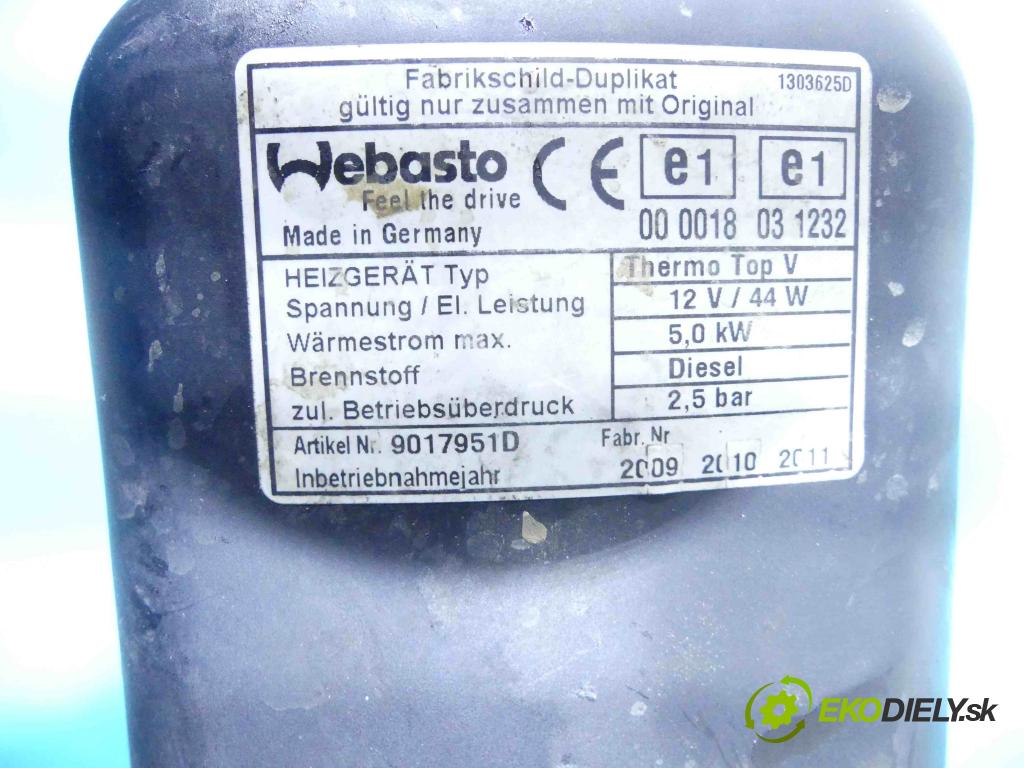 Fabrikschild-Duplikat 1303625D
gültig nur zusammen mit Original
Webasto CE e1 e1
Feel the drive
Made in Germany 00 0018 03 1232
HEIZGERÄT Typ Thermo Top V
Spannung / El. Leistung 12 V / 44 W
Wärmestrom max. 5,0 kW
Brennstoff Diesel
zul. Betriebsüberdruck 2,5 bar
Artikel Nr. 9017951D Fabr. Nr
Inbetriebnahmejahr 2009 2010 2011
EKODIELY.sk